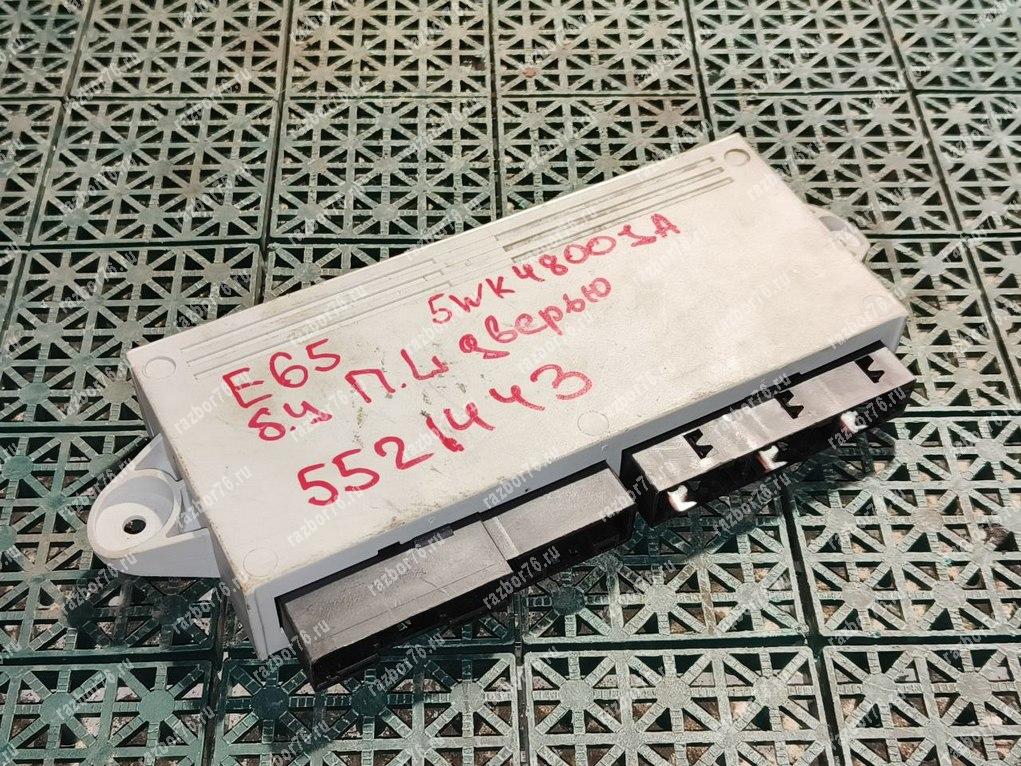 5WK48003A
E65
б.у П.Ч дверью
5521443
razbor76.ru